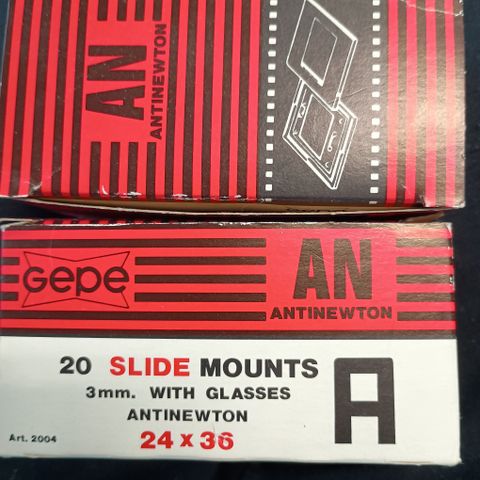 AN
ANTINEWTON
Gepe
AN
ANTINEWTON
20 SLIDE MOUNTS
3mm. WITH GLASSES
ANTINEWTON
24 x 36
A
Art. 2004